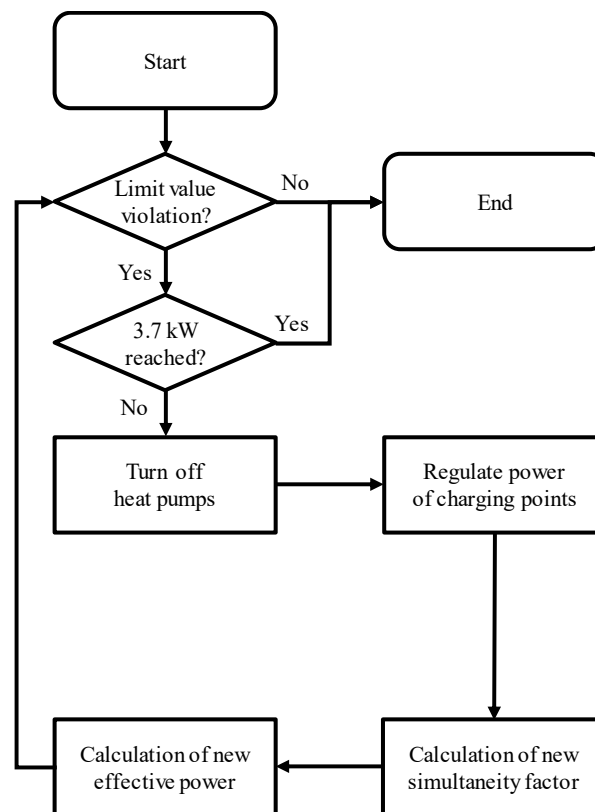 Start
Limit value
violation?
No
End
Yes
3.7 kW
reached?
Yes
No
Turn off
heat pumps
Regulate power
of charging points
Calculation of new
effective power
Calculation of new
simultaneity factor